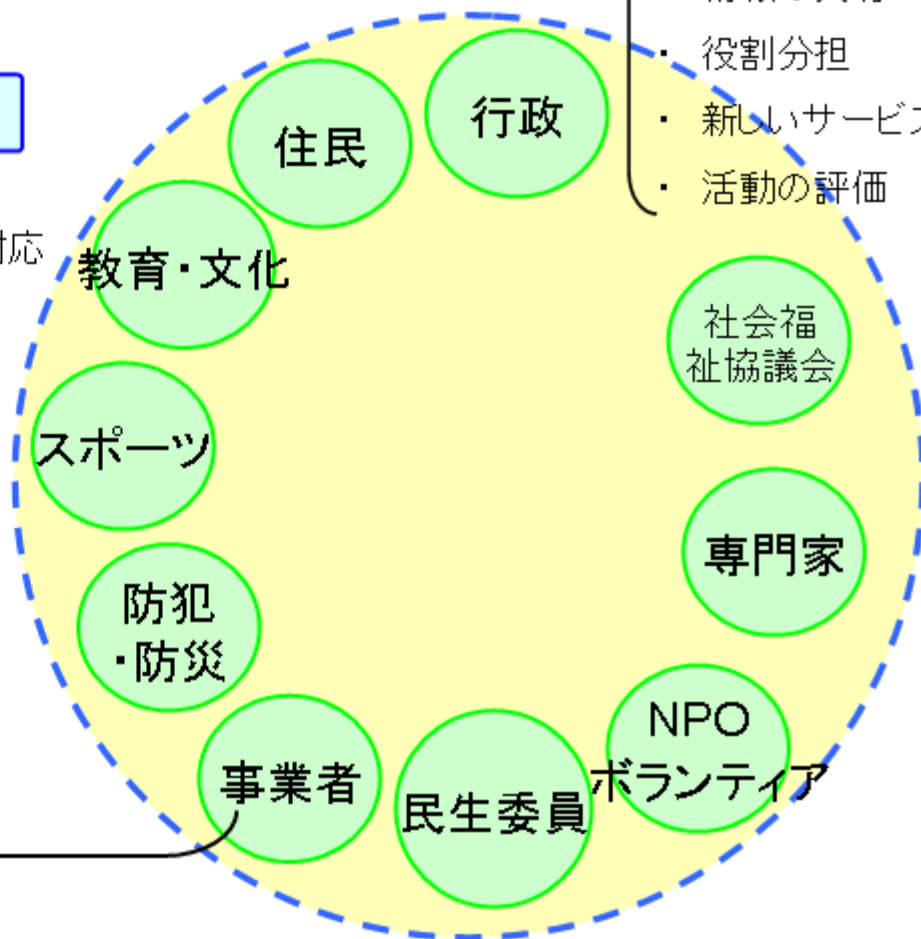 ・ 役割分担
・ 新しいサービス
・ 活動の評価
行政
住民
対応
教育・文化
社会福
祉協議会
スポーツ
専門家
防犯
・防災
NPO
ボランティア
事業者
民生委員